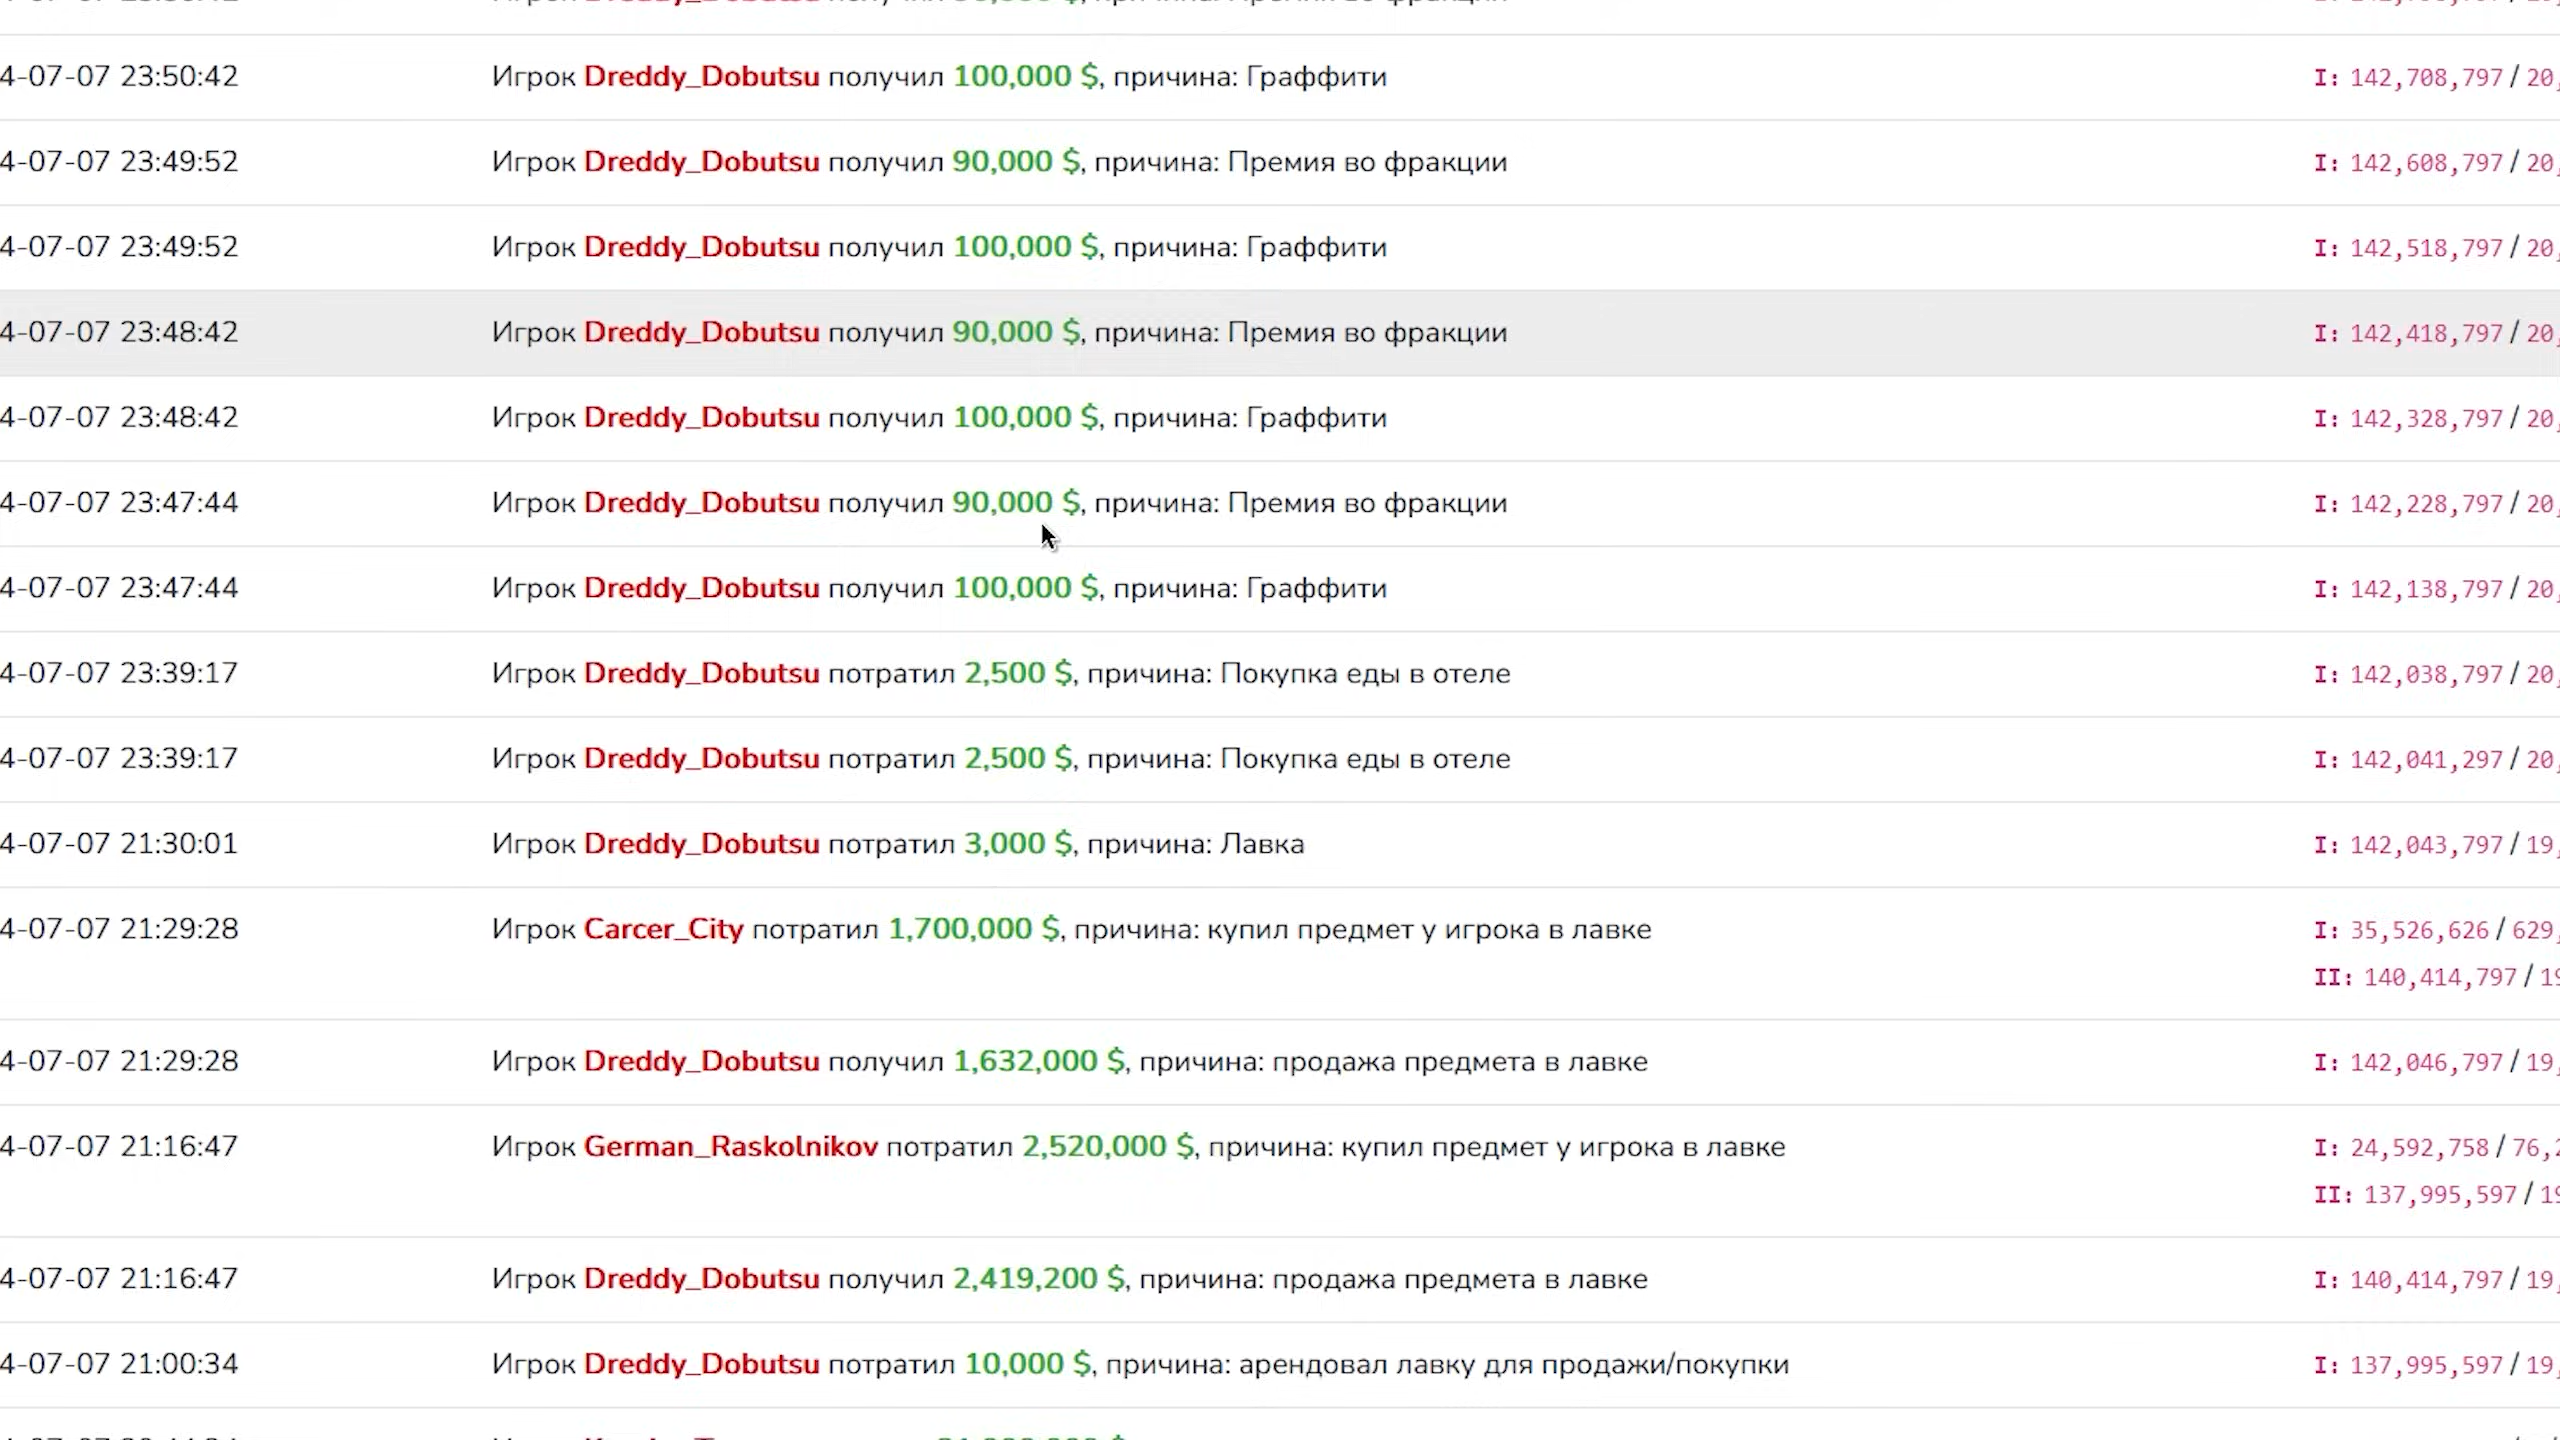 4-07-07 23:50:42 Игрок Dreddy_Dobutsu получил 100,000 $, причина: Граффити I: 142,708,797 / 20,
4-07-07 23:49:52 Игрок Dreddy_Dobutsu получил 90,000 $, причина: Премия во фракции I: 142,608,797 / 20,
4-07-07 23:49:52 Игрок Dreddy_Dobutsu получил 100,000 $, причина: Граффити I: 142,518,797 / 20,
4-07-07 23:48:42 Игрок Dreddy_Dobutsu получил 90,000 $, причина: Премия во фракции I: 142,418,797 / 20,
4-07-07 23:48:42 Игрок Dreddy_Dobutsu получил 100,000 $, причина: Граффити I: 142,328,797 / 20,
4-07-07 23:47:44 Игрок Dreddy_Dobutsu получил 90,000 $, причина: Премия во фракции I: 142,228,797 / 20,
4-07-07 23:47:44 Игрок Dreddy_Dobutsu получил 100,000 $, причина: Граффити I: 142,138,797 / 20,
4-07-07 23:39:17 Игрок Dreddy_Dobutsu потратил 2,500 $, причина: Покупка еды в отеле I: 142,038,797 / 20,
4-07-07 23:39:17 Игрок Dreddy_Dobutsu потратил 2,500 $, причина: Покупка еды в отеле I: 142,041,297 / 20,
4-07-07 21:30:01 Игрок Dreddy_Dobutsu потратил 3,000 $, причина: Лавка I: 142,043,797 / 19,
4-07-07 21:29:28 Игрок Carcer_City потратил 1,700,000 $, причина: купил предмет у игрока в лавке I: 35,526,626 / 629,
II: 140,414,797 / 19
4-07-07 21:29:28 Игрок Dreddy_Dobutsu получил 1,632,000 $, причина: продажа предмета в лавке I: 142,046,797 / 19,
4-07-07 21:16:47 Игрок German_Raskolnikov потратил 2,520,000 $, причина: купил предмет у игрока в лавке I: 24,592,758 / 76,2
II: 137,995,597 / 19
4-07-07 21:16:47 Игрок Dreddy_Dobutsu получил 2,419,200 $, причина: продажа предмета в лавке I: 140,414,797 / 19,
4-07-07 21:00:34 Игрок Dreddy_Dobutsu потратил 10,000 $, причина: арендовал лавку для продажи/покупки I: 137,995,597 / 19,